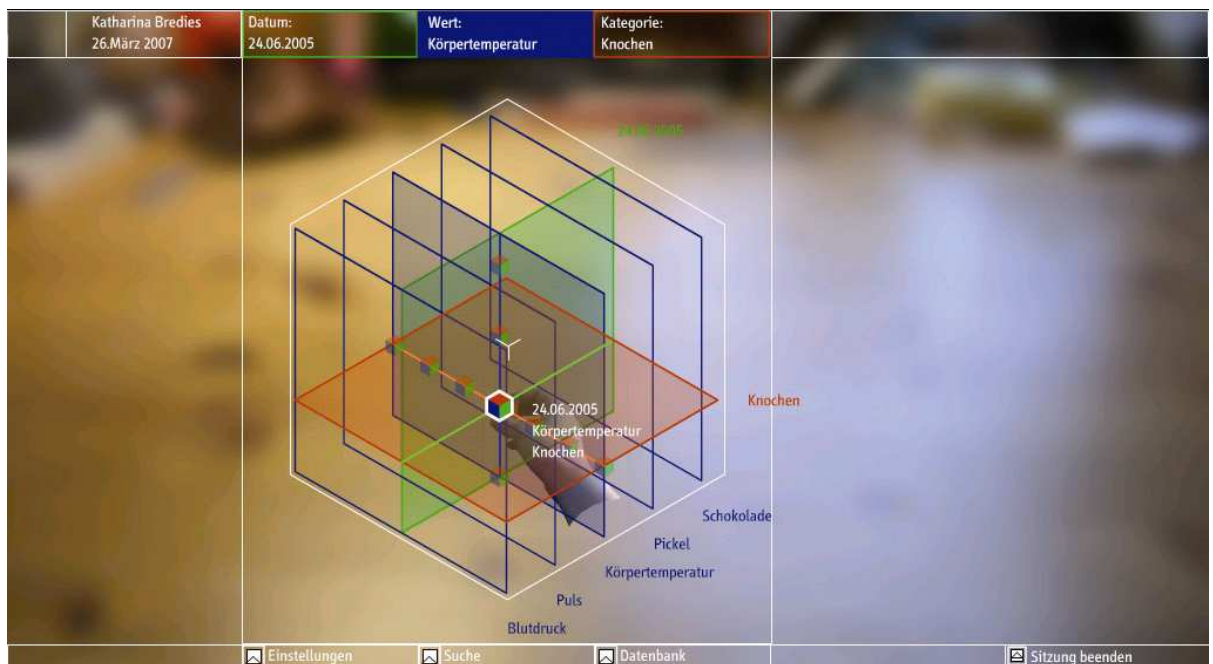 Katharina Bredies
26.März 2007
Datum:
24.06.2005
Wert:
Körpertemperatur
Kategorie:
Knochen
24.06.2005
Knochen
24.06.2005
Körpertemperatur
Knochen
Schokolade
Pickel
Körpertemperatur
Puls
Blutdruck
Einstellungen
Suche
Datenbank
Sitzung beenden